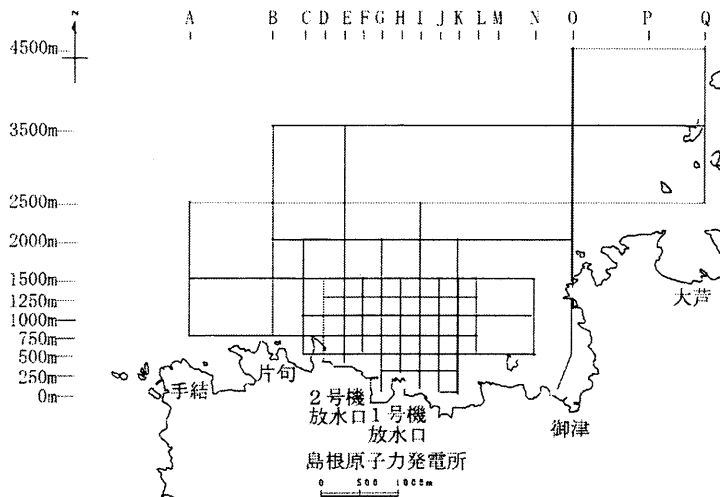 A B C D E F G H I J K L M N O P Q
N
4500m
3500m
2500m
2000m
1500m
1250m
1000m
750m
500m
250m
0m
大芦
手結
片句
2号機
放水口
1号機
放水口
御津
島根原子力発電所
0 500 1000m